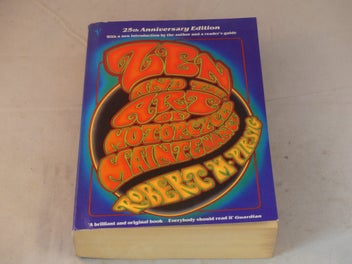 25th Anniversary Edition
With a new introduction by the author and a reader's guide
ZEN
AND THE
ART
OF
MOTORCYCLE
MAINTENANCE
ROBERT M. PIRSIG
'A brilliant and original book - Everybody should read it' Guardian